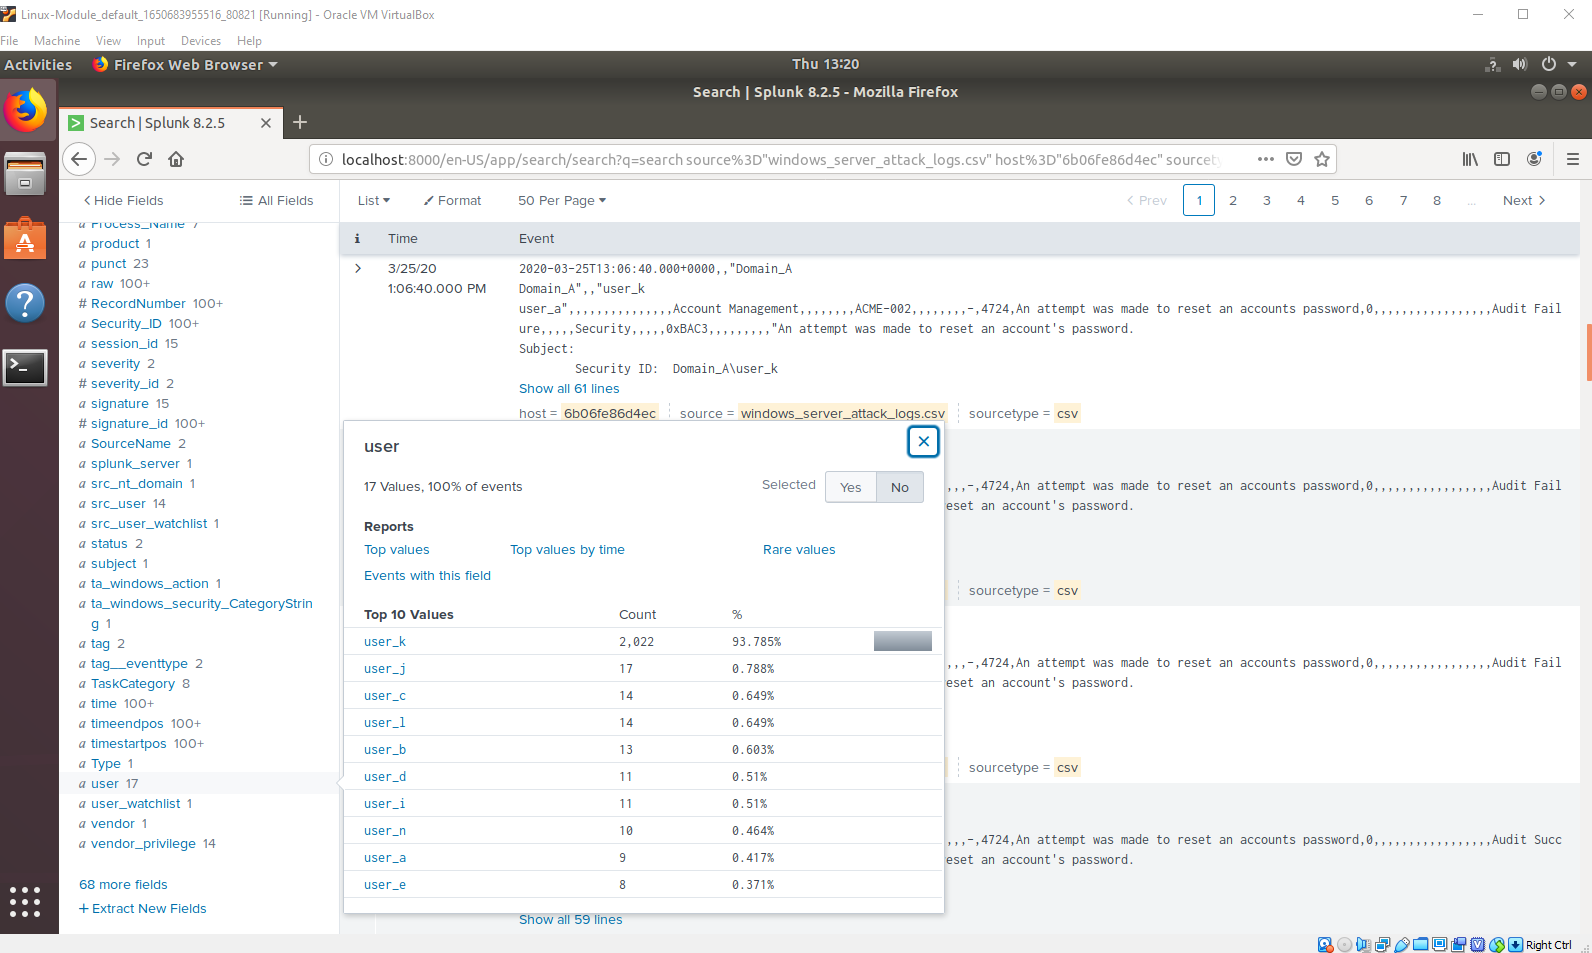 Linux-Module_default_1650683955516_80821 [Running] - Oracle VM VirtualBox
File Machine View Input Devices Help
Activities Firefox Web Browser Thu 13:20
Search | Splunk 8.2.5 - Mozilla Firefox
Search | Splunk 8.2.5
localhost:8000/en-US/app/search/search?q=search source%3D"windows_server_attack_logs.csv" host%3D"6b06fe86d4ec" sourcety
Hide Fields All Fields
List Format 50 Per Page Prev 1 2 3 4 5 6 7 8 ... Next
i Time Event
a Process_Name 7
a product 1
a punct 23
a raw 100+
# RecordNumber 100+
a Security_ID 100+
a session_id 15
a severity 2
# severity_id 2
a signature 15
# signature_id 100+
a SourceName 2
a splunk_server 1
a src_nt_domain 1
a src_user 14
a src_user_watchlist 1
a status 2
a subject 1
a ta_windows_action 1
a ta_windows_security_CategoryStrin
g 1
a tag 2
a tag__eventtype 2
a TaskCategory 8
a time 100+
a timeendpos 100+
a timestartpos 100+
a Type 1
a user 17
a user_watchlist 1
a vendor 1
a vendor_privilege 14
68 more fields
+ Extract New Fields
3/25/20
1:06:40.000 PM
2020-03-25T13:06:40.000+0000,,"Domain_A
Domain_A",,"user_k
user_a",,,,,,,,,,,,,,,Account Management,,,,,,,,ACME-002,,,,,,,,-,4724,An attempt was made to reset an accounts password,0,,,,,,,,,,,,,,,,,Audit Fail
ure,,,,,Security,,,,,0xBAC3,,,,,,,,,"An attempt was made to reset an account's password.
Subject:
Security ID: Domain_A\user_k
Show all 61 lines
host = 6b06fe86d4ec source = windows_server_attack_logs.csv sourcetype = csv
user
17 Values, 100% of events Selected Yes No
Reports
Top values Top values by time Rare values
Events with this field
Top 10 Values Count %
user_k 2,022 93.785%
user_j 17 0.788%
user_c 14 0.649%
user_l 14 0.649%
user_b 13 0.603%
user_d 11 0.51%
user_i 11 0.51%
user_n 10 0.464%
user_a 9 0.417%
user_e 8 0.371%
,,,-,4724,An attempt was made to reset an accounts password,0,,,,,,,,,,,,,,,,,Audit Fail
eset an account's password.
sourcetype = csv
,,,-,4724,An attempt was made to reset an accounts password,0,,,,,,,,,,,,,,,,,Audit Fail
eset an account's password.
sourcetype = csv
,,,-,4724,An attempt was made to reset an accounts password,0,,,,,,,,,,,,,,,,,Audit Succ
eset an account's password.
Show all 59 lines
Right Ctrl